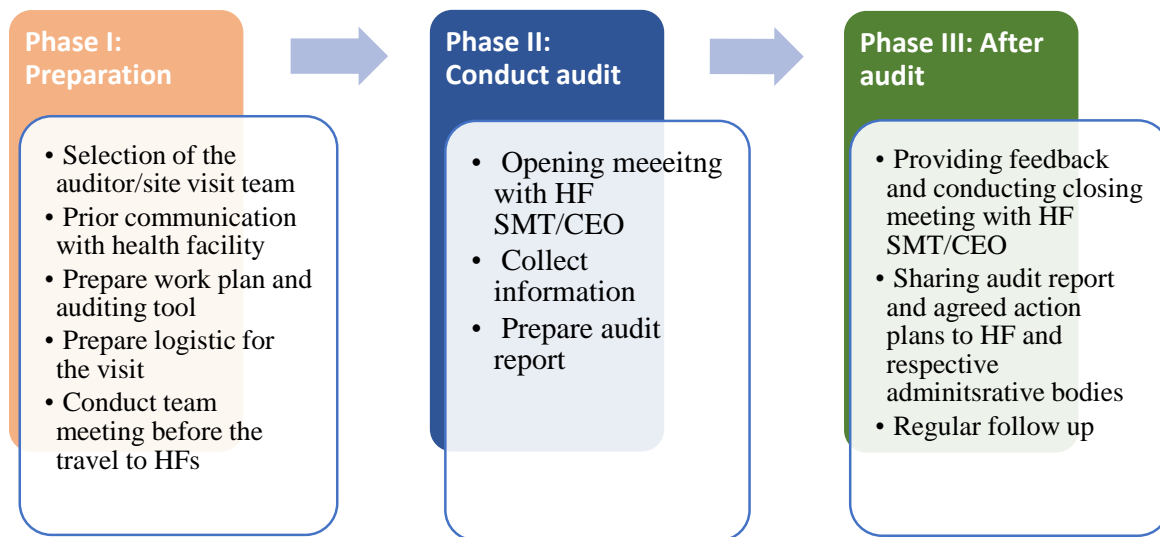 Phase I:
Preparation
• Selection of the
auditor/site visit team
• Prior communication
with health facility
• Prepare work plan and
auditing tool
• Prepare logistic for
the visit
• Conduct team
meeting before the
travel to HFs
Phase II:
Conduct audit
• Opening meeeitng
with HF
SMT/CEO
• Collect
information
• Prepare audit
report
Phase III: After
audit
• Providing feedback
and conducting closing
meeting with HF
SMT/CEO
• Sharing audit report
and agreed action
plans to HF and
respective
adminitsrative bodies
• Regular follow up